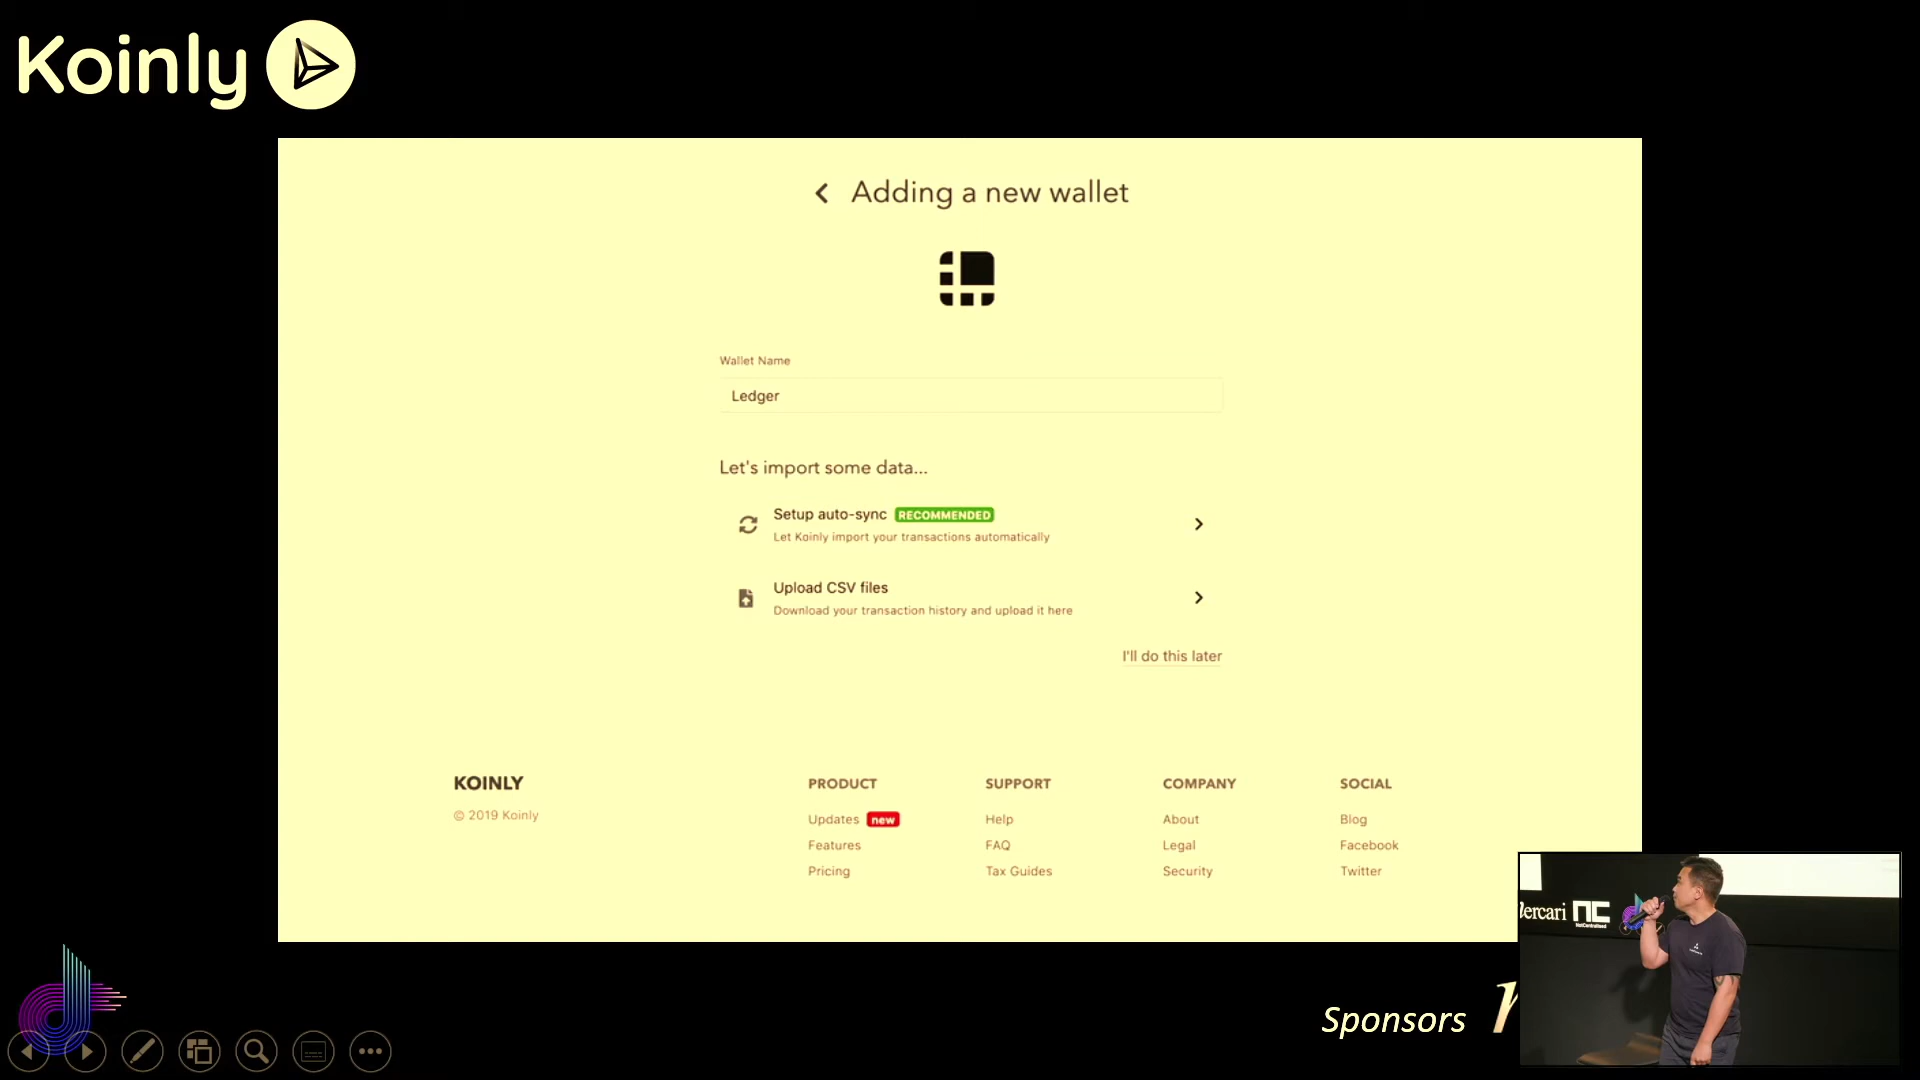 Koinly
Adding a new wallet
Wallet Name
Ledger
Let's import some data...
Setup auto-sync RECOMMENDED
Let Koinly import your transactions automatically
Upload CSV files
Download your transaction history and upload it here
I'll do this later
KOINLY
© 2019 Koinly
PRODUCT
Updates new
Features
Pricing
SUPPORT
Help
FAQ
Tax Guides
COMPANY
About
Legal
Security
SOCIAL
Blog
Facebook
Twitter
Sponsors
ercari NC
NotCentralised